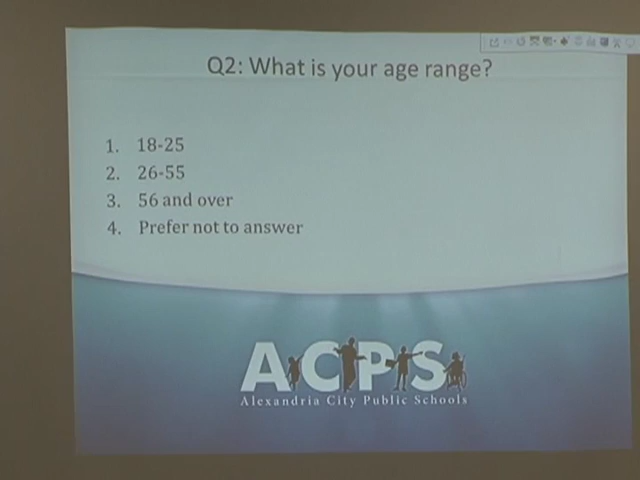 Q2: What is your age range?
1. 18-25
2. 26-55
3. 56 and over
4. Prefer not to answer
ACPS
Alexandria City Public Schools